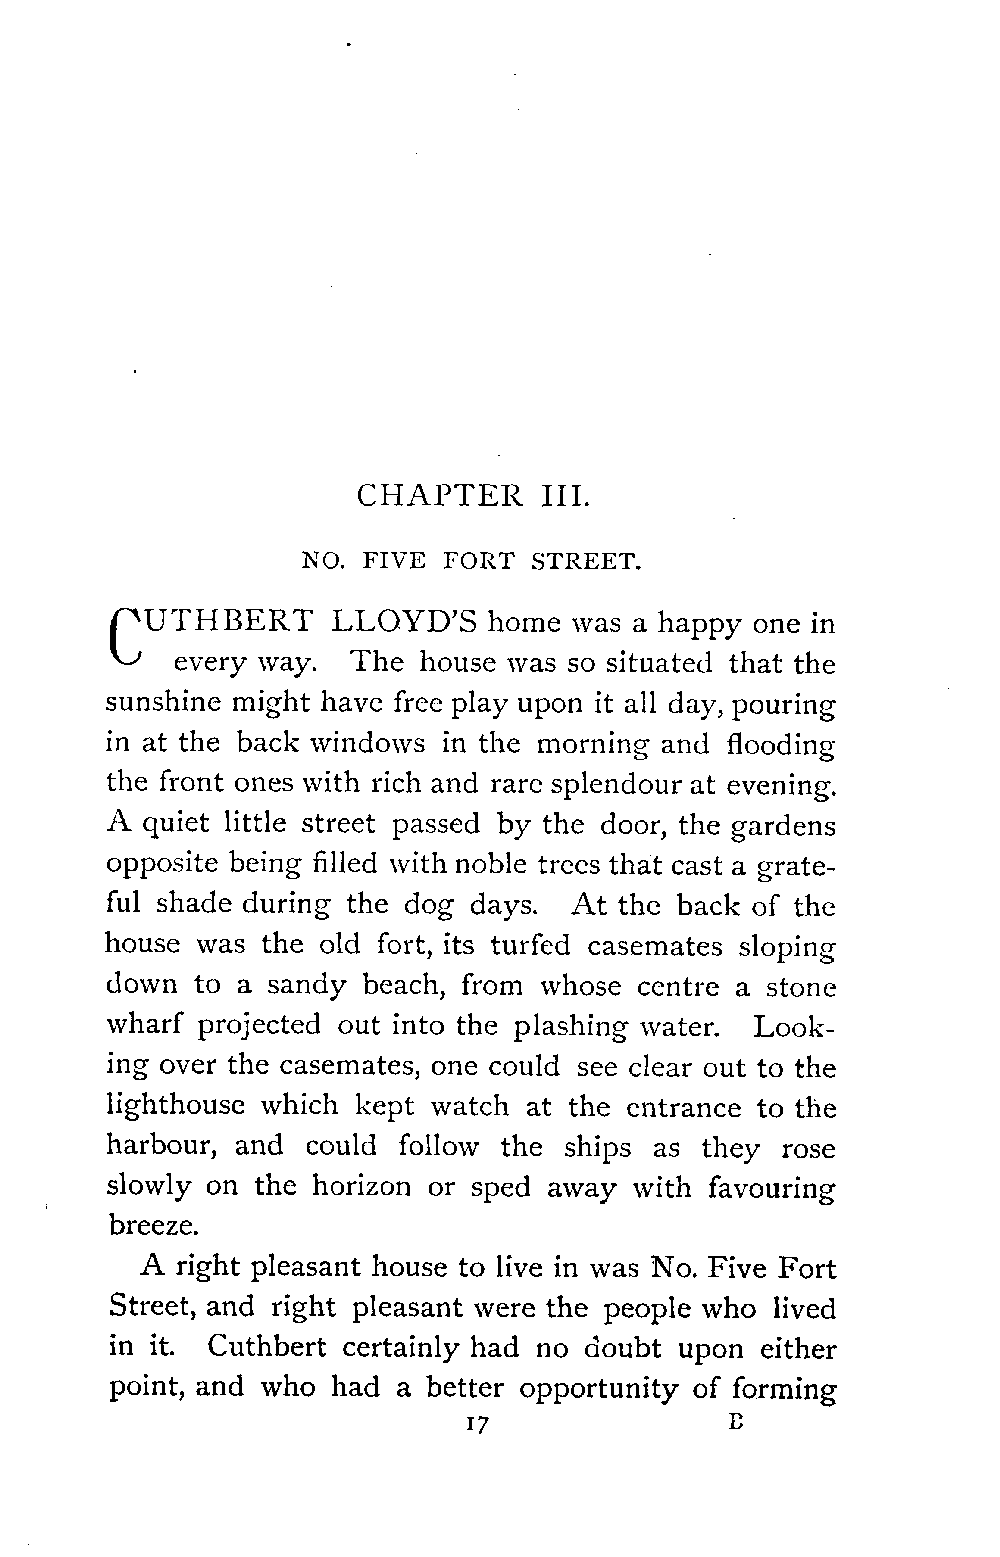 CHAPTER III.
NO. FIVE FORT STREET.
CUTHBERT LLOYD'S home was a happy one in
every way. The house was so situated that the
sunshine might have free play upon it all day, pouring
in at the back windows in the morning and flooding
the front ones with rich and rare splendour at evening.
A quiet little street passed by the door, the gardens
opposite being filled with noble trees that cast a grate-
ful shade during the dog days. At the back of the
house was the old fort, its turfed casemates sloping
down to a sandy beach, from whose centre a stone
wharf projected out into the plashing water. Look-
ing over the casemates, one could see clear out to the
lighthouse which kept watch at the entrance to the
harbour, and could follow the ships as they rose
slowly on the horizon or sped away with favouring
breeze.
A right pleasant house to live in was No. Five Fort
Street, and right pleasant were the people who lived
in it. Cuthbert certainly had no doubt upon either
point, and who had a better opportunity of forming
17 B